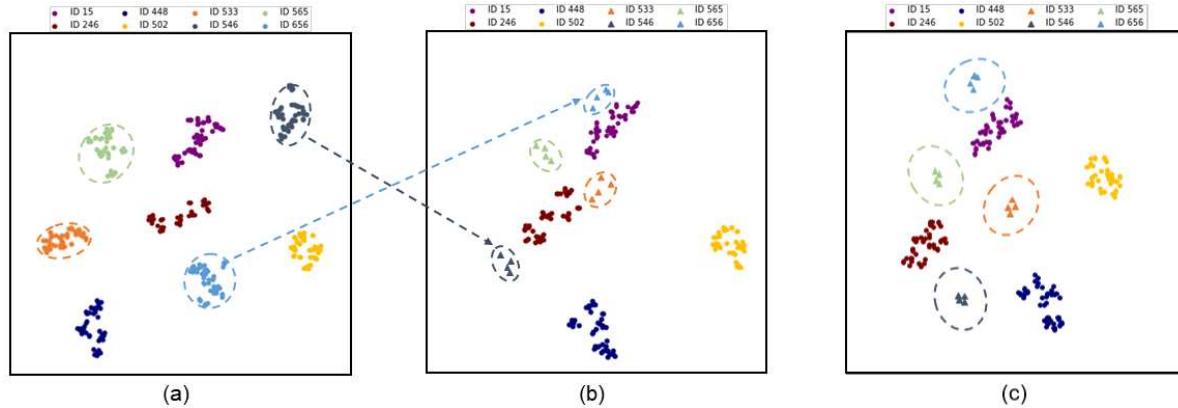 ID 15 ID 448 ID 533 ID 565
ID 246 ID 502 ID 546 ID 656
ID 15 ID 448 ID 533 ID 565
ID 246 ID 502 ID 546 ID 656
ID 15 ID 448 ID 533 ID 565
ID 246 ID 502 ID 546 ID 656
(a)
(b)
(c)